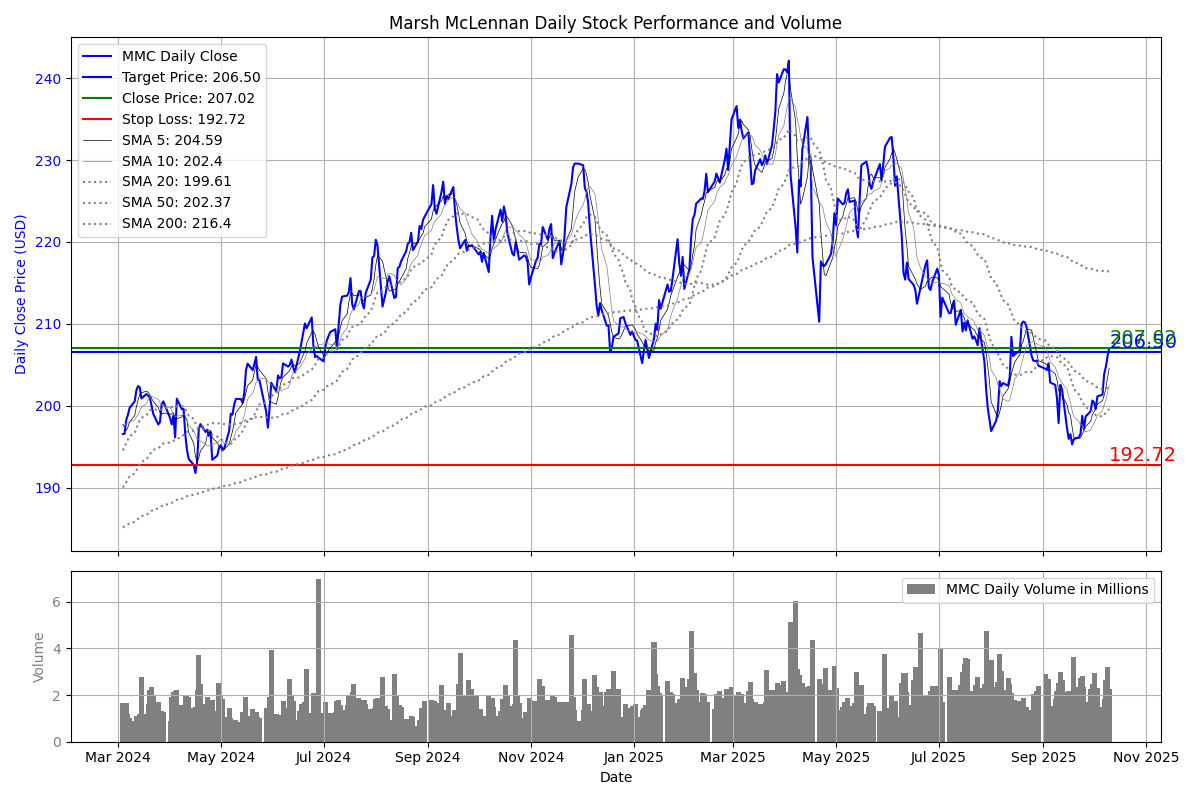 Marsh McLennan Daily Stock Performance and Volume
MMC Daily Close
Target Price: 206.50
Close Price: 207.02
Stop Loss: 192.72
SMA 5: 204.59
SMA 10: 202.4
SMA 20: 199.61
SMA 50: 202.37
SMA 200: 216.4
Daily Close Price (USD)
240
230
220
210
200
190
207.02
206.50
192.72
MMC Daily Volume in Millions
Volume
6
4
2
0
Mar 2024 May 2024 Jul 2024 Sep 2024 Nov 2024 Jan 2025 Mar 2025 May 2025 Jul 2025 Sep 2025 Nov 2025
Date